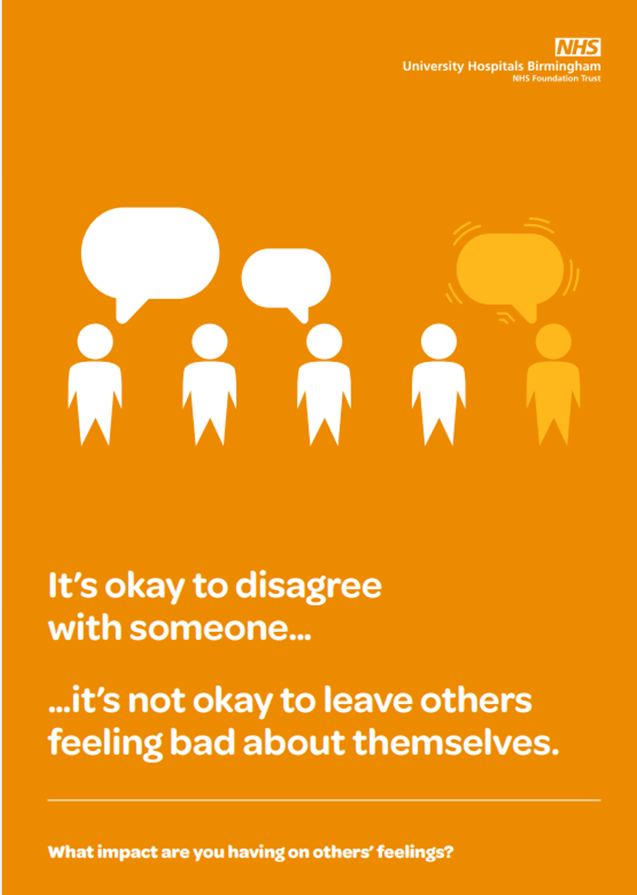 NHS
University Hospitals Birmingham
NHS Foundation Trust
It's okay to disagree
with someone...
...it's not okay to leave others
feeling bad about themselves.
What impact are you having on others' feelings?